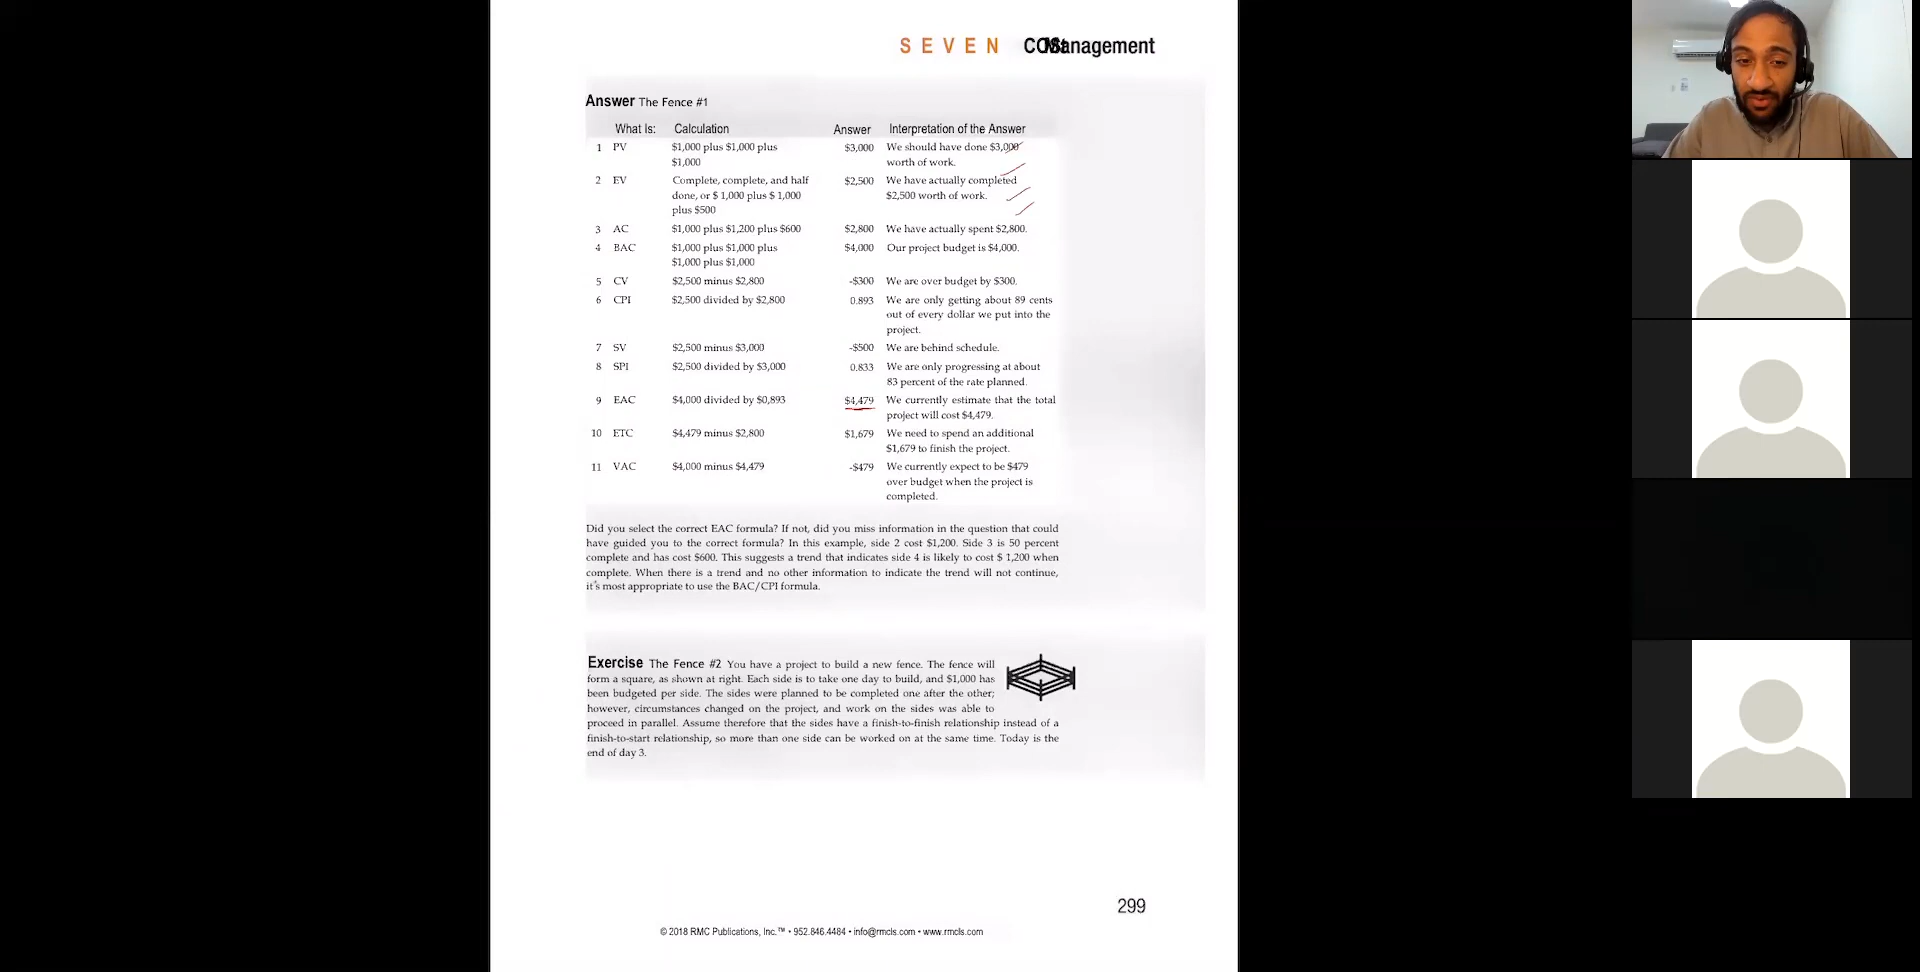 SEVEN COSt Management
Answer The Fence #1
What Is: Calculation Answer Interpretation of the Answer
1 PV $1,000 plus $1,000 plus $3,000 We should have done $3,000
$1,000 worth of work.
2 EV Complete, complete, and half $2,500 We have actually completed
done, or $ 1,000 plus $ 1,000 $2,500 worth of work.
plus $500
3 AC $1,000 plus $1,200 plus $600 $2,800 We have actually spent $2,800.
4 BAC $1,000 plus $1,000 plus $4,000 Our project budget is $4,000.
$1,000 plus $1,000
5 CV $2,500 minus $2,800 -$300 We are over budget by $300.
6 CPI $2,500 divided by $2,800 0.893 We are only getting about 89 cents
out of every dollar we put into the
project.
7 SV $2,500 minus $3,000 -$500 We are behind schedule.
8 SPI $2,500 divided by $3,000 0.833 We are only progressing at about
83 percent of the rate planned.
9 EAC $4,000 divided by $0,893 $4,479 We currently estimate that the total
project will cost $4,479.
10 ETC $4,479 minus $2,800 $1,679 We need to spend an additional
$1,679 to finish the project.
11 VAC $4,000 minus $4,479 -$479 We currently expect to be $479
over budget when the project is
completed.
Did you select the correct EAC formula? If not, did you miss information in the question that could
have guided you to the correct formula? In this example, side 2 cost $1,200. Side 3 is 50 percent
complete and has cost $600. This suggests a trend that indicates side 4 is likely to cost $ 1,200 when
complete. When there is a trend and no other information to indicate the trend will not continue,
it's most appropriate to use the BAC/CPI formula.
Exercise The Fence #2 You have a project to build a new fence. The fence will
form a square, as shown at right. Each side is to take one day to build, and $1,000 has
been budgeted per side. The sides were planned to be completed one after the other;
however, circumstances changed on the project, and work on the sides was able to
proceed in parallel. Assume therefore that the sides have a finish-to-finish relationship instead of a
finish-to-start relationship, so more than one side can be worked on at the same time. Today is the
end of day 3.
299
© 2018 RMC Publications, Inc.™ • 952.846.4484 • info@rmcls.com • www.rmcls.com